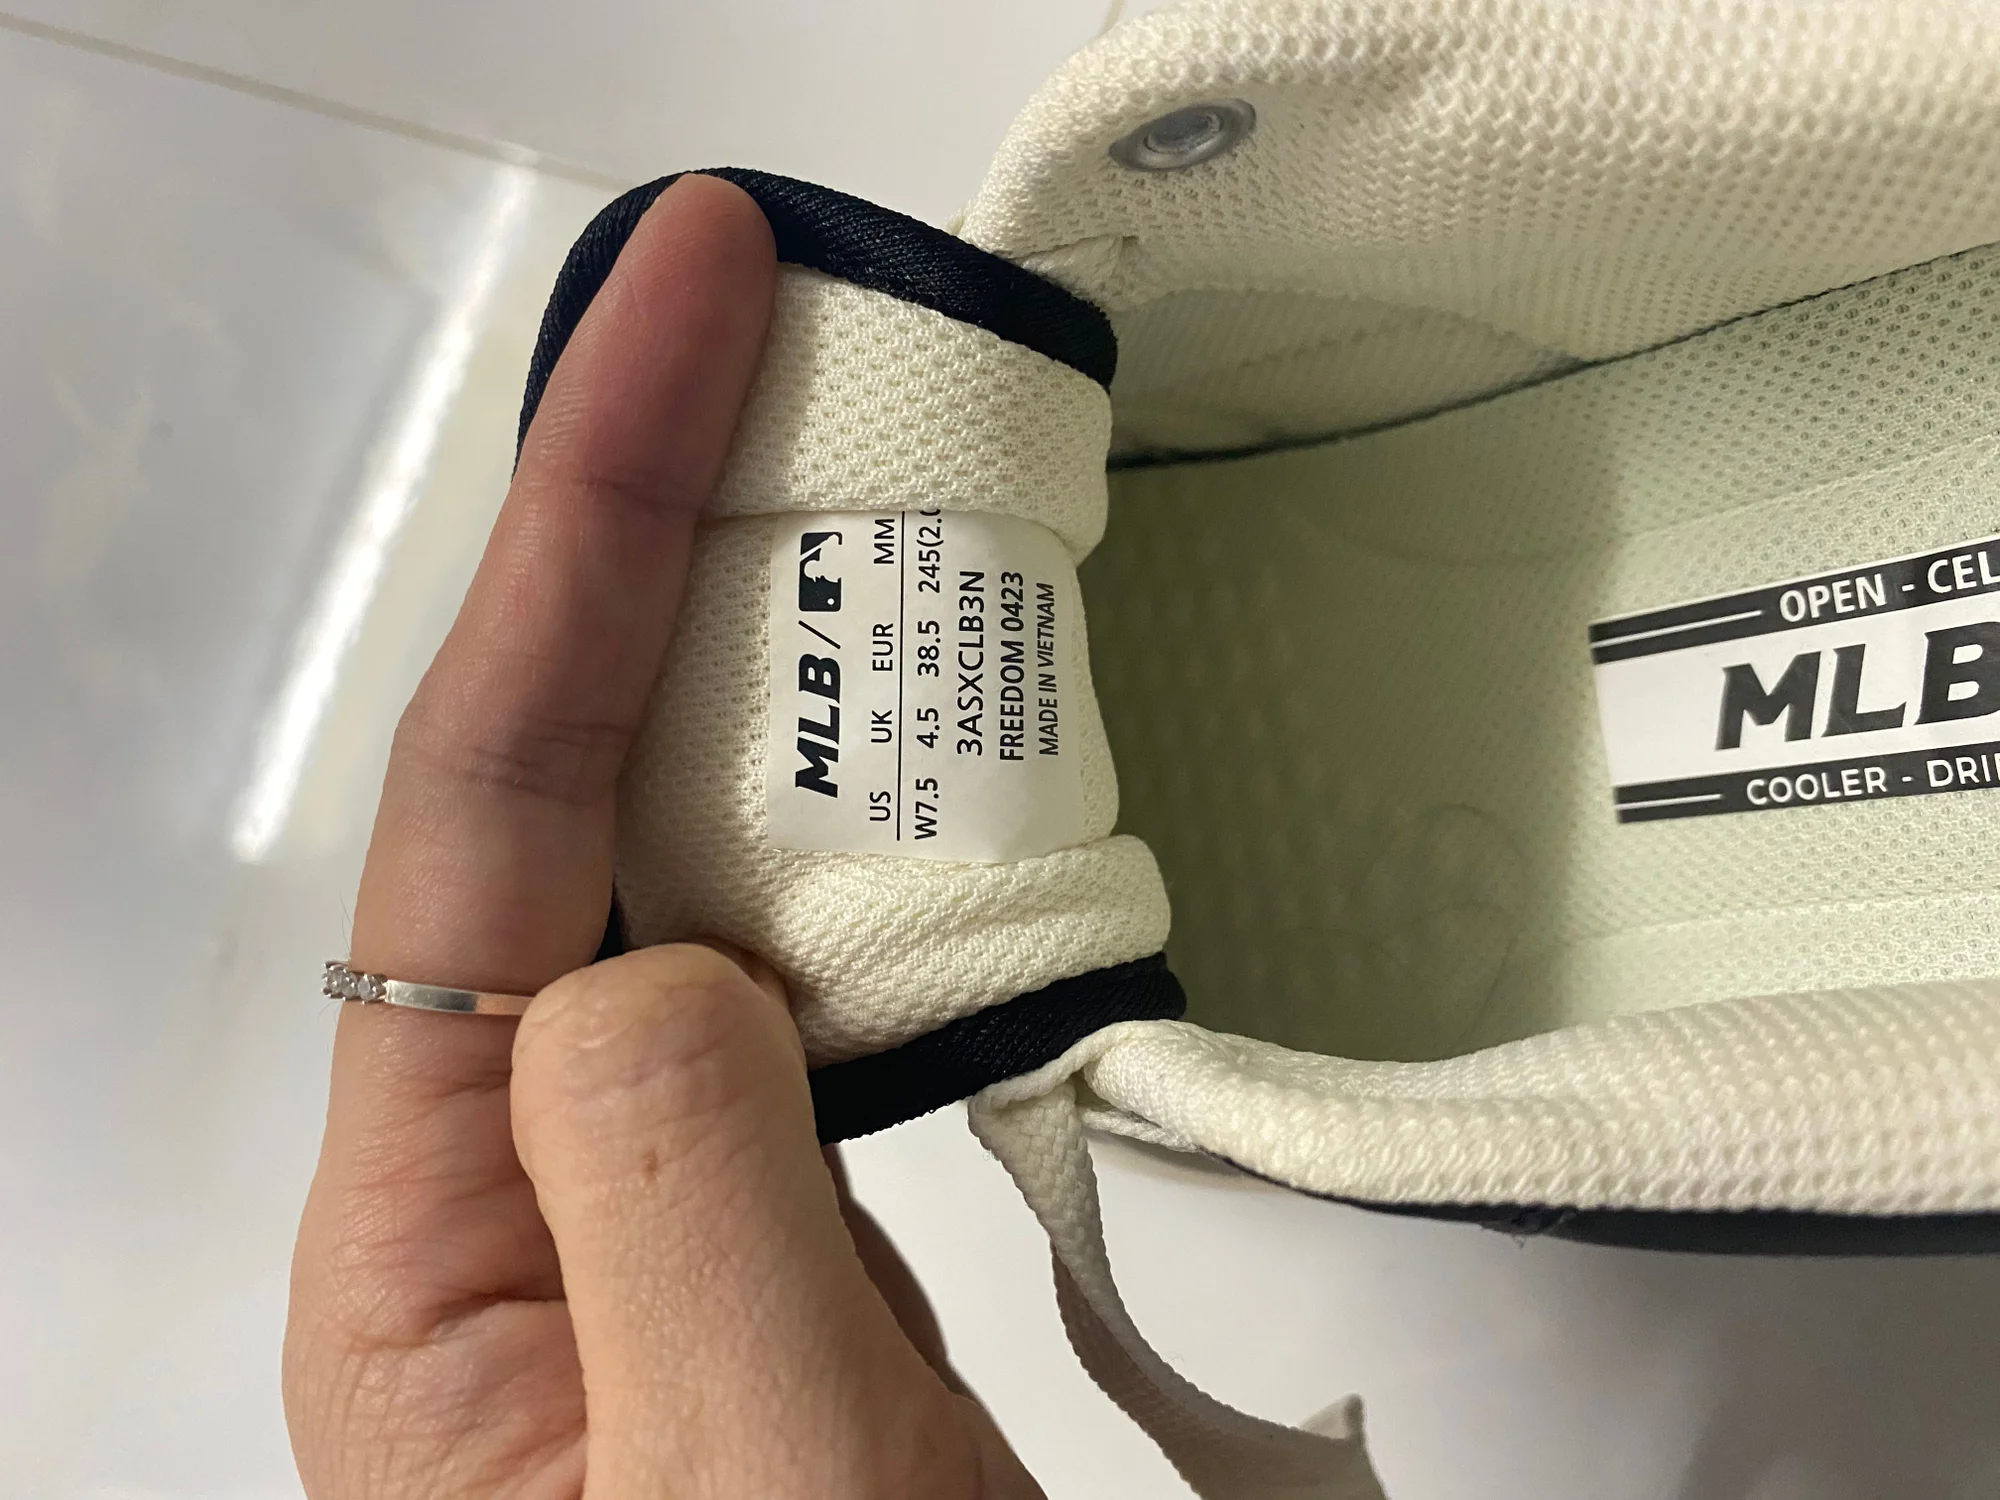 MLB /
US UK EUR MM
W7.5 4.5 38.5 245(2.0
3ASXCLB3N
FREEDOM 0423
MADE IN VIETNAM
OPEN - CEL
MLB
COOLER - DRI